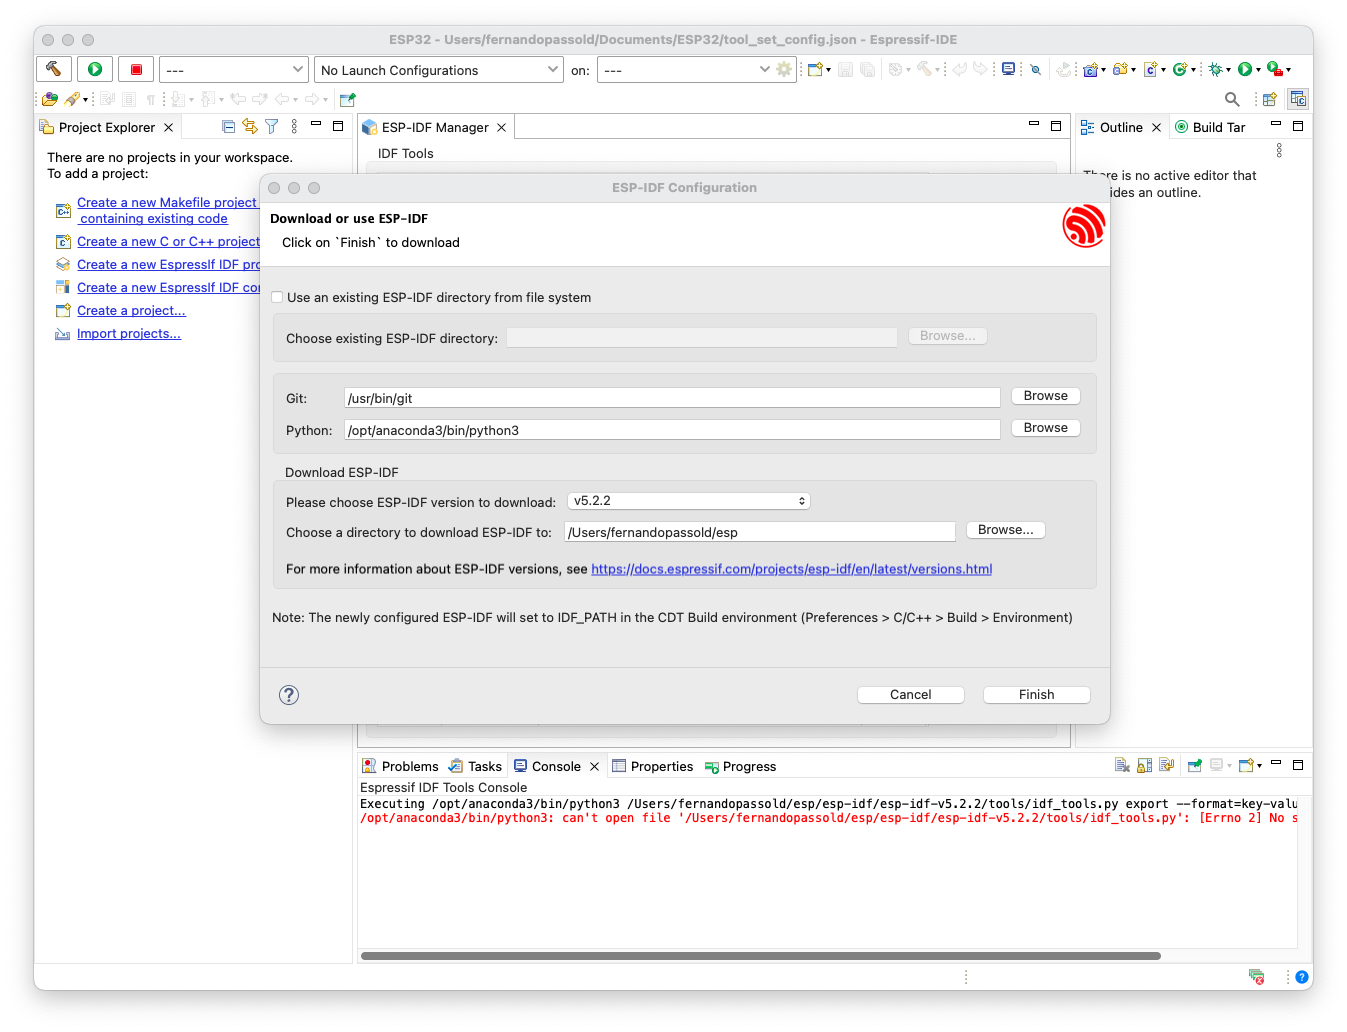 ESP32 - Users/fernandopassold/Documents/ESP32/tool_set_config.json - Espressif-IDE
---
No Launch Configurations
on:
---
Project Explorer
ESP-IDF Manager
Outline
Build Tar
There are no projects in your workspace.
To add a project:
Create a new Makefile project
containing existing code
Create a new C or C++ project
Create a new EspressIf IDF
Create a new EspressIf IDF
Create a project...
Import projects...
IDF Tools
is no active editor that
an outline.
ESP-IDF Configuration
Download or use ESP-IDF
Click on `Finish` to download
Use an existing ESP-IDF directory from file system
Choose existing ESP-IDF directory:
Browse...
Git:
/usr/bin/git
Browse
Python:
/opt/anaconda3/bin/python3
Browse
Download ESP-IDF
Please choose ESP-IDF version to download:
v5.2.2
Choose a directory to download ESP-IDF to:
/Users/fernandopassold/esp
Browse...
For more information about ESP-IDF versions, see https://docs.espressif.com/projects/esp-idf/en/latest/versions.html
Note: The newly configured ESP-IDF will set to IDF_PATH in the CDT Build environment (Preferences > C/C++ > Build > Environment)
?
Cancel
Finish
Problems
Tasks
Console
Properties
Progress
Espressif IDF Tools Console
Executing /opt/anaconda3/bin/python3 /Users/fernandopassold/esp/esp-idf/esp-idf-v5.2.2/tools/idf_tools.py export --format=key-valu
/opt/anaconda3/bin/python3: can't open file '/Users/fernandopassold/esp/esp-idf/esp-idf-v5.2.2/tools/idf_tools.py': [Errno 2] No s